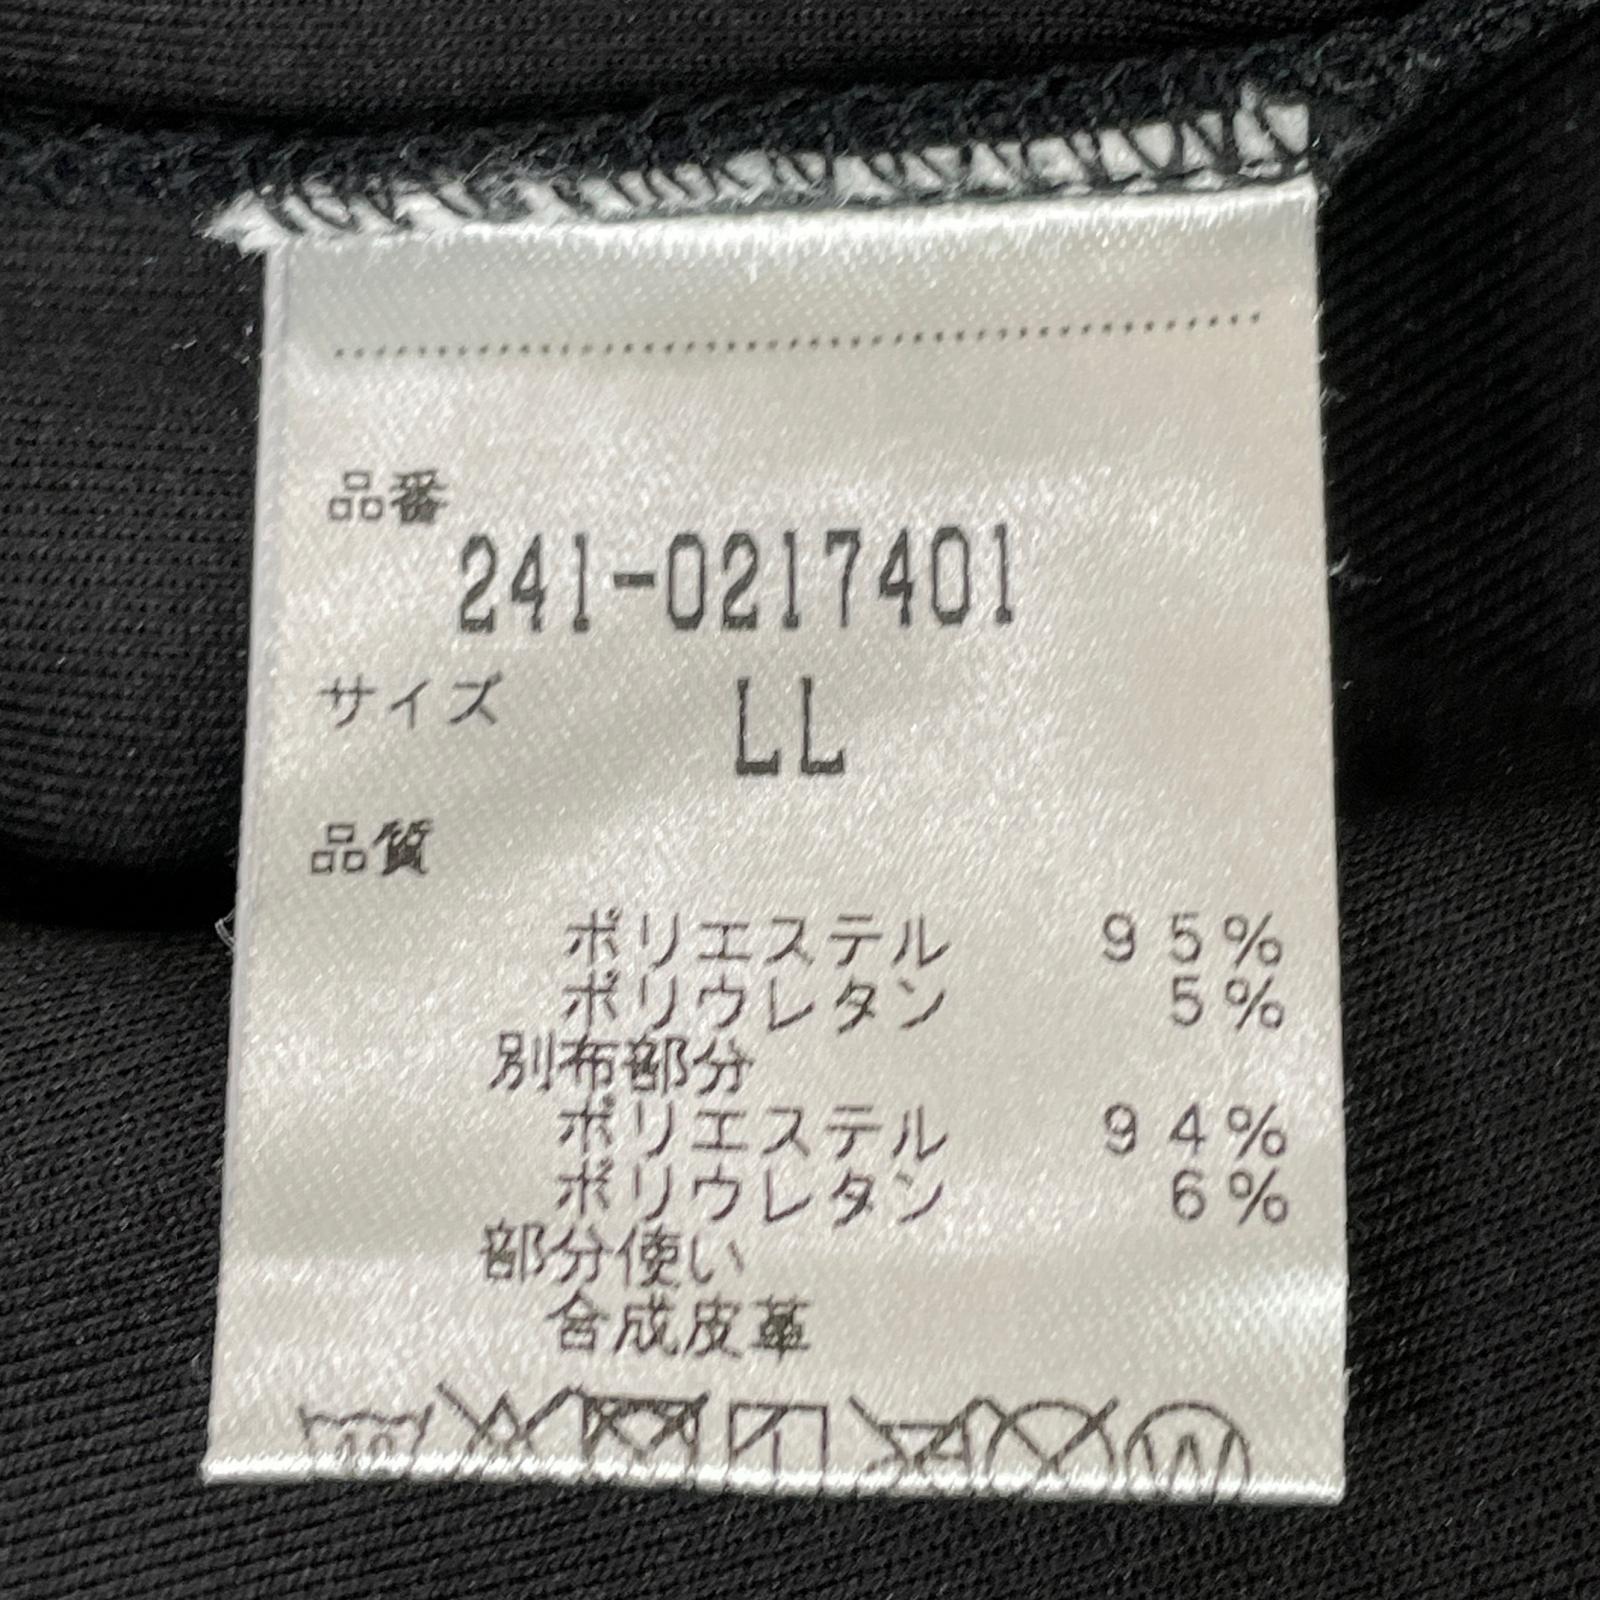 品番
241-0217401
サイズ LL
品質
ポリエステル 95%
ポリウレタン 5%
別布部分
ポリエステル 94%
ポリウレタン 6%
部分使い
合成皮革
W